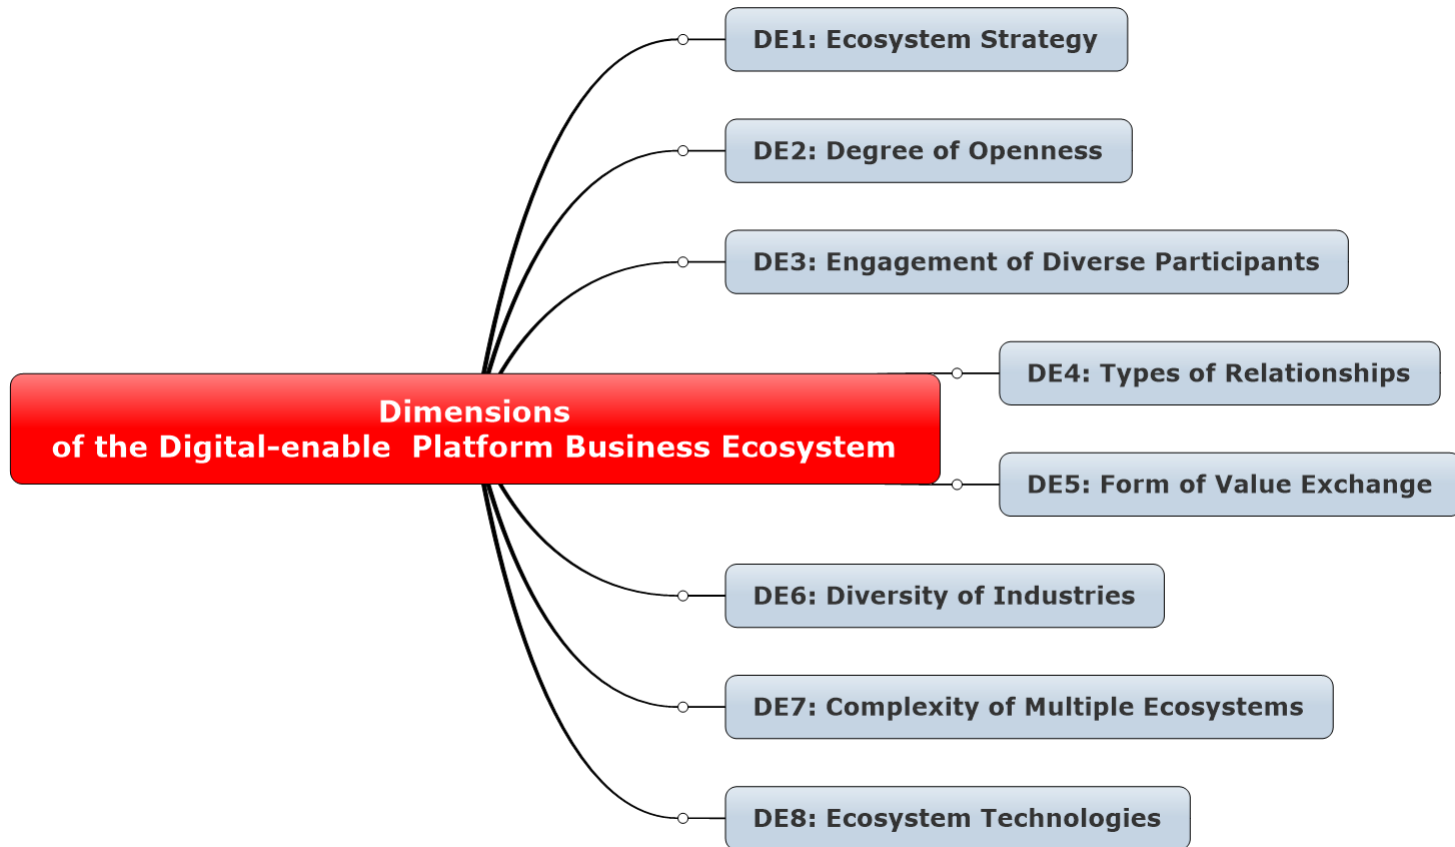 DE1: Ecosystem Strategy
DE2: Degree of Openness
DE3: Engagement of Diverse Participants
DE4: Types of Relationships
Dimensions
of the Digital-enable  Platform Business Ecosystem
DE5: Form of Value Exchange
DE6: Diversity of Industries
DE7: Complexity of Multiple Ecosystems
DE8: Ecosystem Technologies